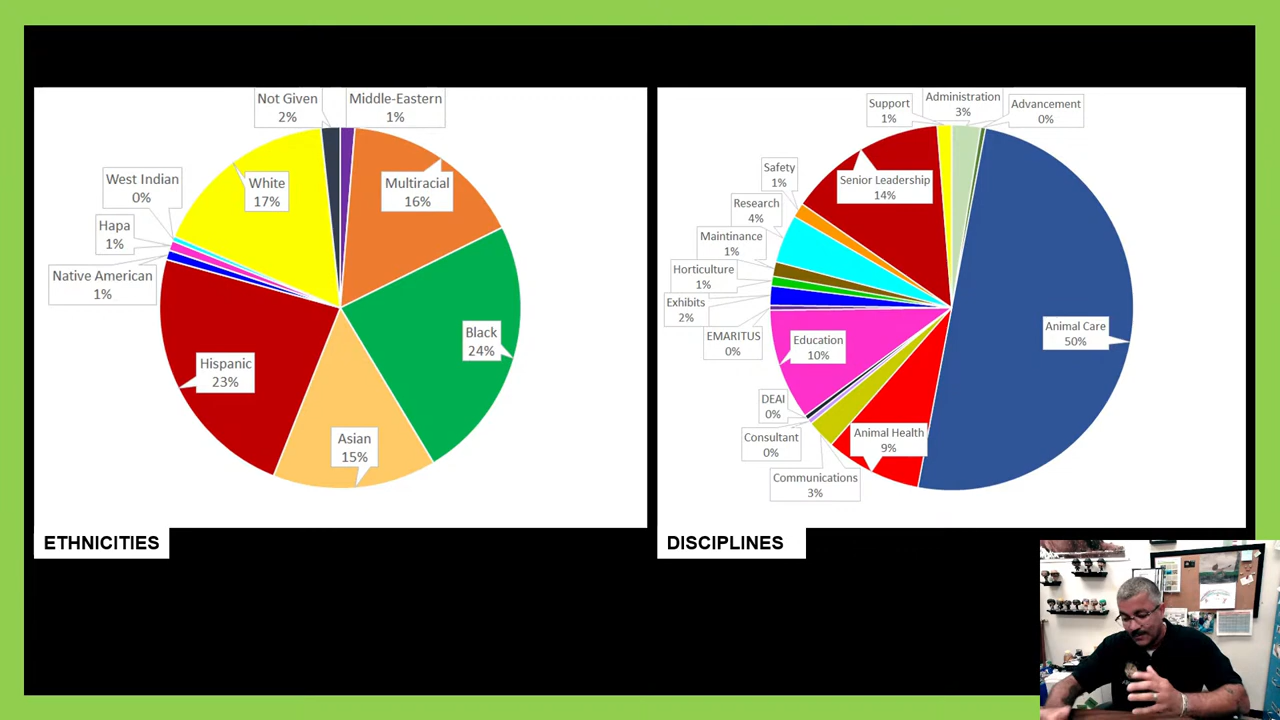 Not Given
2%
Middle-Eastern
1%
Multiracial
16%
Black
24%
Asian
15%
Hispanic
23%
Native American
1%
Hapa
1%
West Indian
0%
White
17%
ETHNICITIES
Support
1%
Administration
3%
Advancement
0%
Animal Care
50%
Animal Health
9%
Communications
3%
Consultant
0%
DEAI
0%
Education
10%
EMARITUS
0%
Exhibits
2%
Horticulture
1%
Maintinance
1%
Research
4%
Safety
1%
Senior Leadership
14%
DISCIPLINES